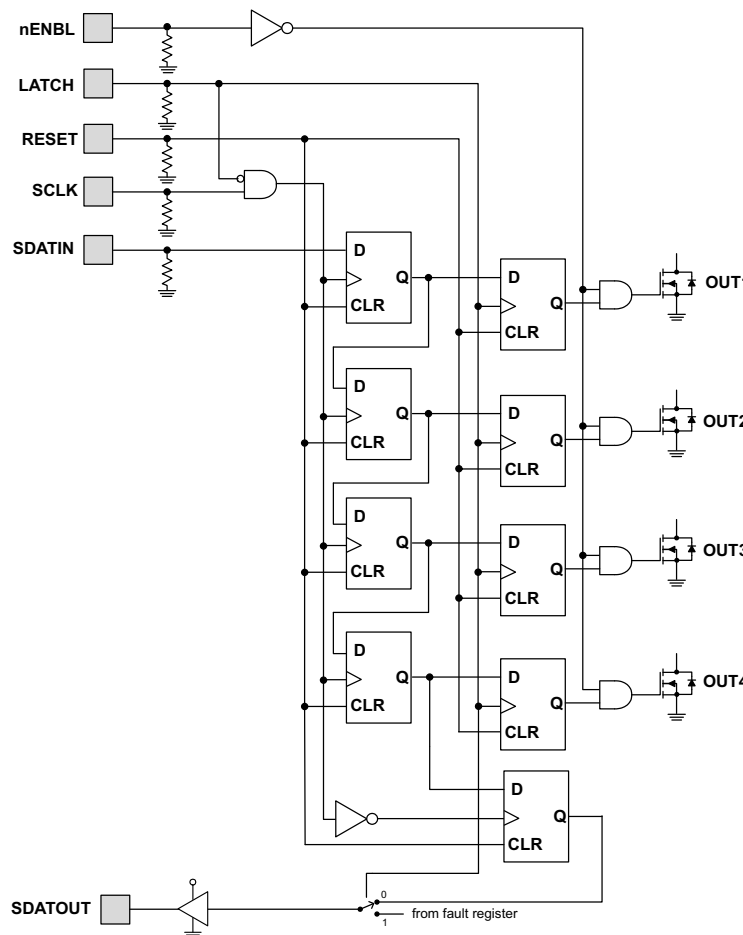 nENBL
LATCH
RESET
SCLK
SDATIN
D
Q
CLR
D
Q
CLR
OUT1
D
Q
CLR
D
Q
CLR
OUT2
D
Q
CLR
D
Q
CLR
OUT3
D
Q
CLR
D
Q
CLR
OUT4
D
Q
CLR
SDATOUT
0
1
from fault register